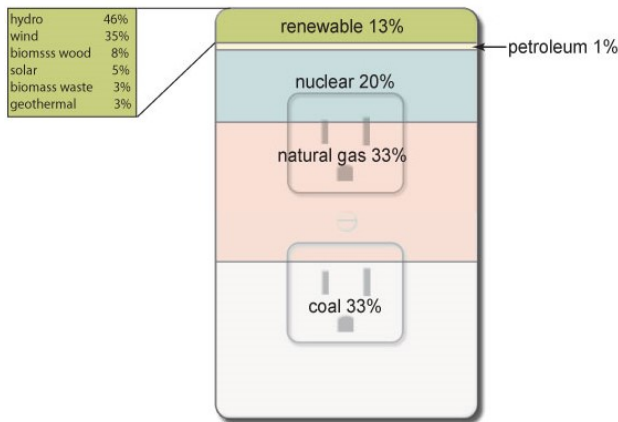 hydro 46%
wind 35%
biomsss wood 8%
solar 5%
biomass waste 3%
geothermal 3%
renewable 13%
petroleum 1%
nuclear 20%
natural gas 33%
coal 33%